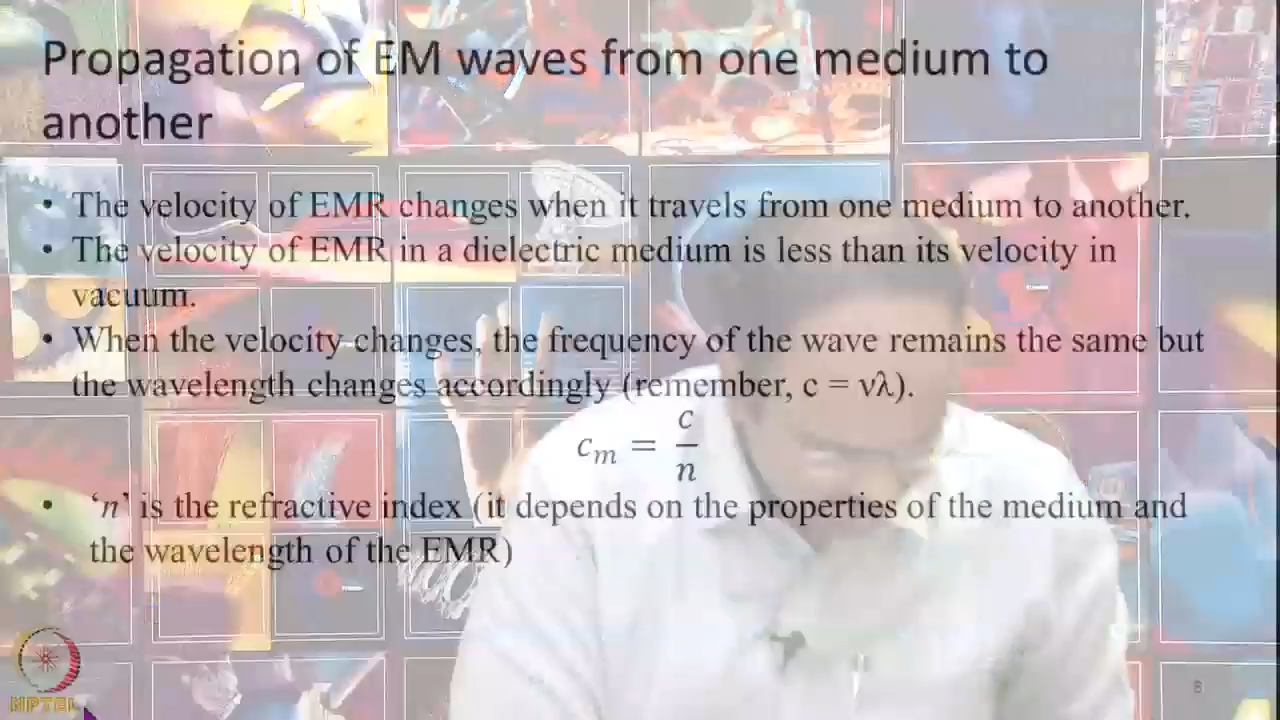 Propagation of EM waves from one medium to
another
• The velocity of EMR changes when it travels from one medium to another.
• The velocity of EMR in a dielectric medium is less than its velocity in
vacuum.
• When the velocity changes, the frequency of the wave remains the same but
the wavelength changes accordingly (remember, c = νλ).
c_m = c/n
• ‘n’ is the refractive index (it depends on the properties of the medium and
the wavelength of the EMR)
NPTEL